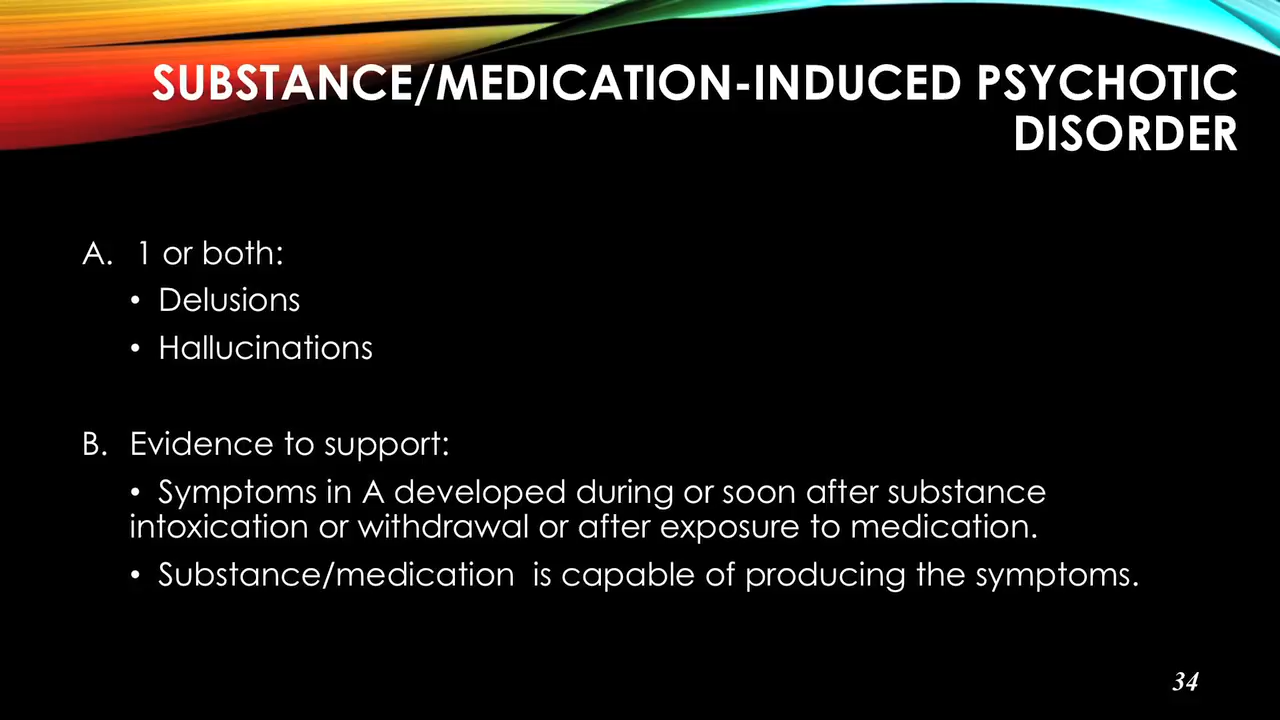 SUBSTANCE/MEDICATION-INDUCED PSYCHOTIC
DISORDER
A. 1 or both:
• Delusions
• Hallucinations
B. Evidence to support:
• Symptoms in A developed during or soon after substance
intoxication or withdrawal or after exposure to medication.
• Substance/medication is capable of producing the symptoms.
34